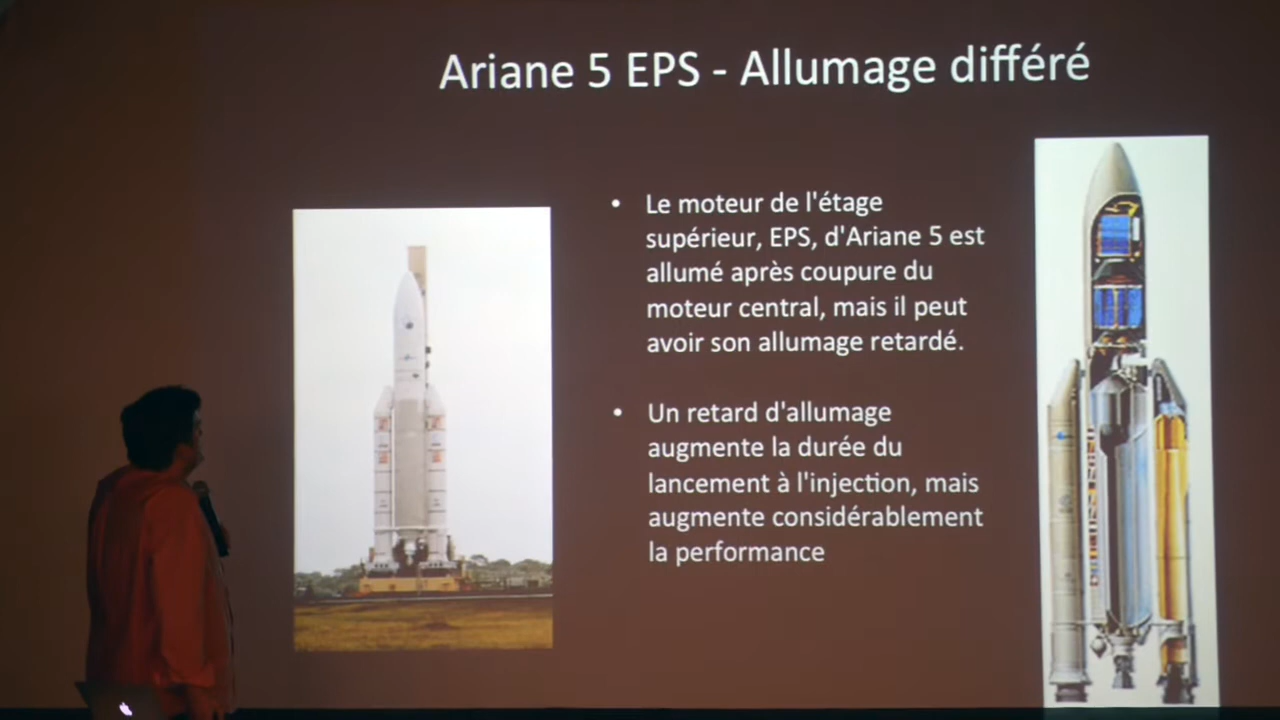 Ariane 5 EPS - Allumage différé
• Le moteur de l'étage
supérieur, EPS, d'Ariane 5 est
allumé après coupure du
moteur central, mais il peut
avoir son allumage retardé.
• Un retard d'allumage
augmente la durée du
lancement à l'injection, mais
augmente considérablement
la performance